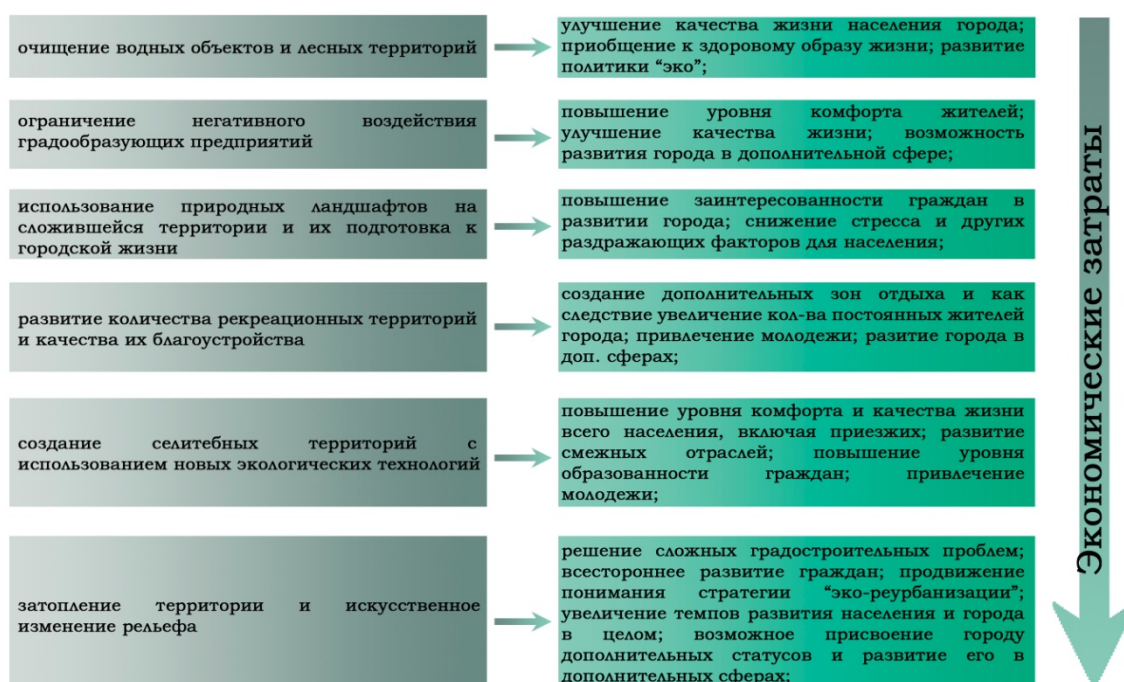 очищение водных объектов и лесных территорий
улучшение качества жизни населения города;
приобщение к здоровому образу жизни; развитие
политики “эко”;
ограничение негативного воздействия
градообразующих предприятий
повышение уровня комфорта жителей;
улучшение качества жизни; возможность
развития города в дополнительной сфере;
использование природных ландшафтов на
сложившейся территории и их подготовка к
городской жизни
повышение заинтересованности граждан в
развитии города; снижение стресса и других
раздражающих факторов для населения;
развитие количества рекреационных территорий
и качества их благоустройства
создание дополнительных зон отдыха и как
следствие увеличение кол-ва постоянных жителей
города; привлечение молодежи; разитие города в
доп. сферах;
создание селитебных территорий с
использованием новых экологических технологий
повышение уровня комфорта и качества жизни
всего населения, включая приезжих; развитие
смежных отраслей; повышение уровня
образованности граждан; привлечение
молодежи;
затопление территории и искусственное
изменение рельефа
решение сложных градостроительных проблем;
всестороннее развитие граждан; продвижение
понимания стратегии “эко-реурбанизации”;
увеличение темпов развития населения и города
в целом; возможное присвоение городу
дополнительных статусов и развитие его в
дополнительных сферах;
Экономические затраты